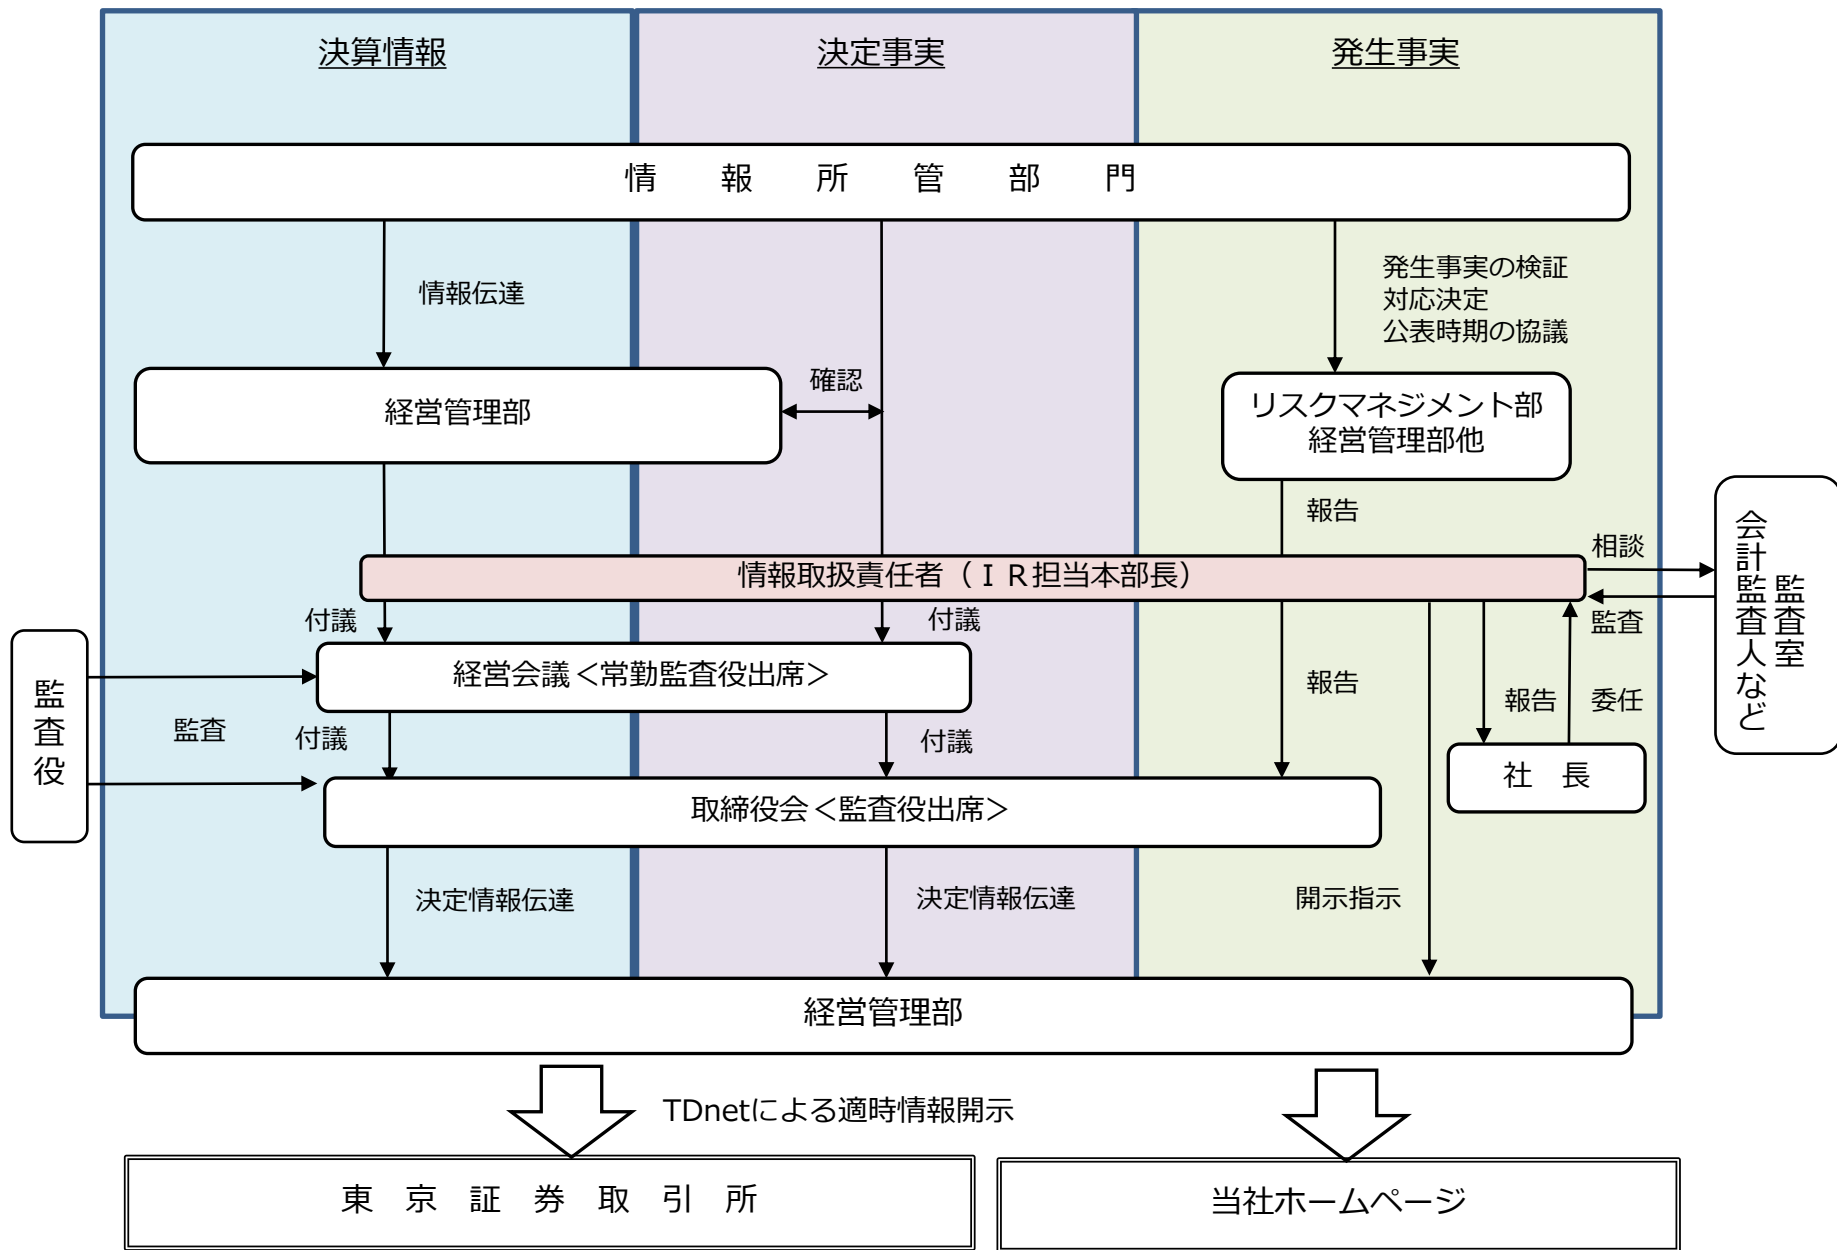 決算情報
決定事実
発生事実
情報所管部門
情報伝達
発生事実の検証
対応決定
公表時期の協議
経営管理部
確認
リスクマネジメント部
経営管理部他
報告
情報取扱責任者（ＩＲ担当本部長）
相談
監査
監査室
会計監査人など
付議
付議
経営会議＜常勤監査役出席＞
監査役
監査
付議
付議
報告
報告
委任
社　長
取締役会＜監査役出席＞
決定情報伝達
決定情報伝達
開示指示
経営管理部
TDnetによる適時情報開示
東京証券取引所
当社ホームページ